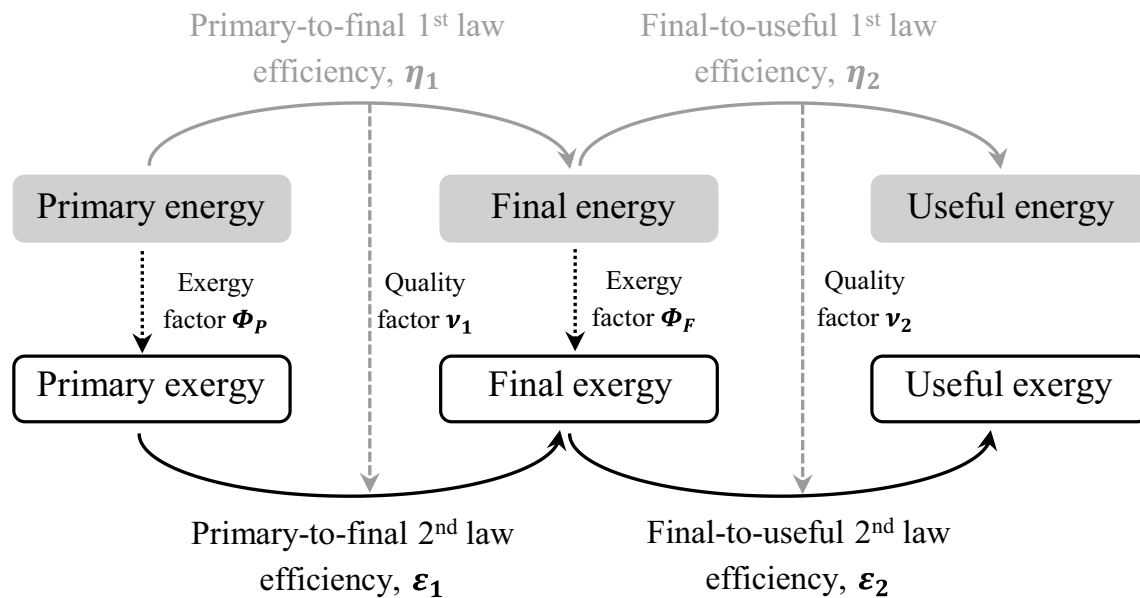 Primary-to-final 1st law
efficiency, η₁
Final-to-useful 1st law
efficiency, η₂
Primary energy
Final energy
Useful energy
Exergy
factor Φ_P
Quality
factor ν₁
Exergy
factor Φ_F
Quality
factor ν₂
Primary exergy
Final exergy
Useful exergy
Primary-to-final 2nd law
efficiency, ε₁
Final-to-useful 2nd law
efficiency, ε₂